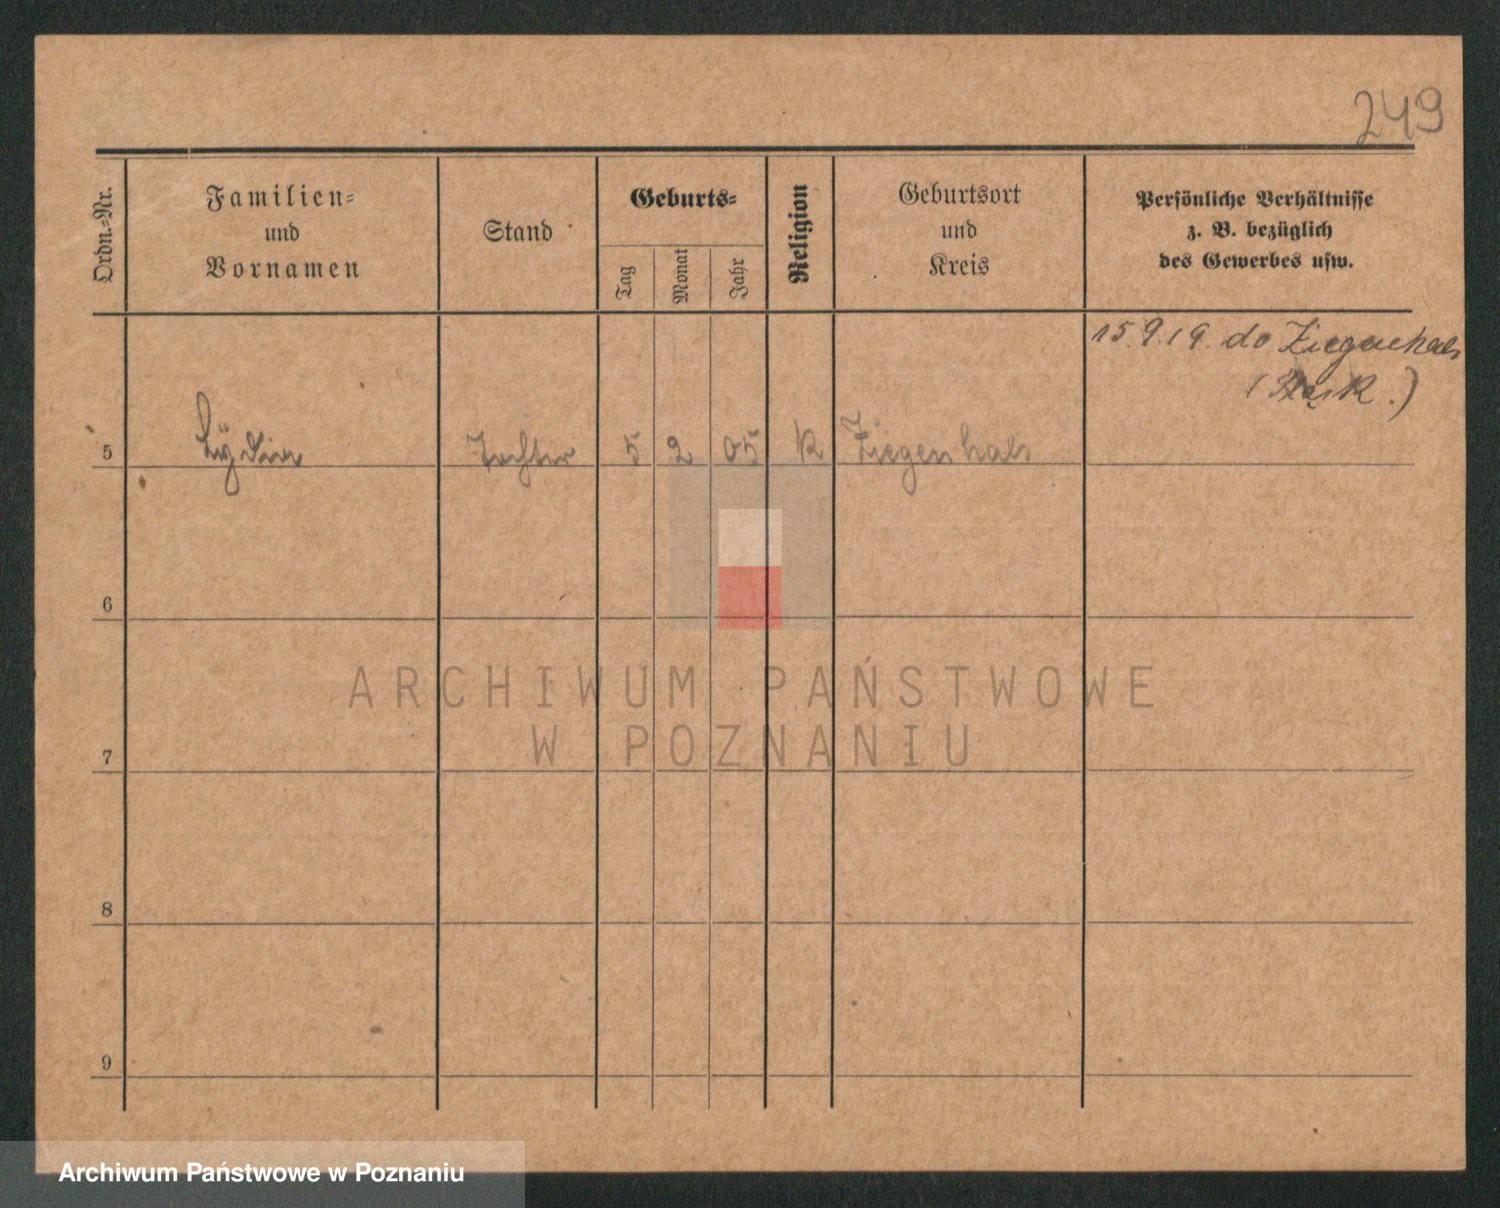 249
Ordn.-Nr.
Familien-
und
Vornamen
Stand
Geburts-
Tag
Monat
Jahr
Religion
Geburtsort
und
Kreis
Persönliche Verhältnisse
z. B. bezüglich
des Gewerbes usw.
15.9.19. do Ziegenhals
5 Tochter 5 2 05 K Ziegenhals
6
7
8
9
ARCHIWUM PAŃSTWOWE
W POZNANIU
Archiwum Państwowe w Poznaniu